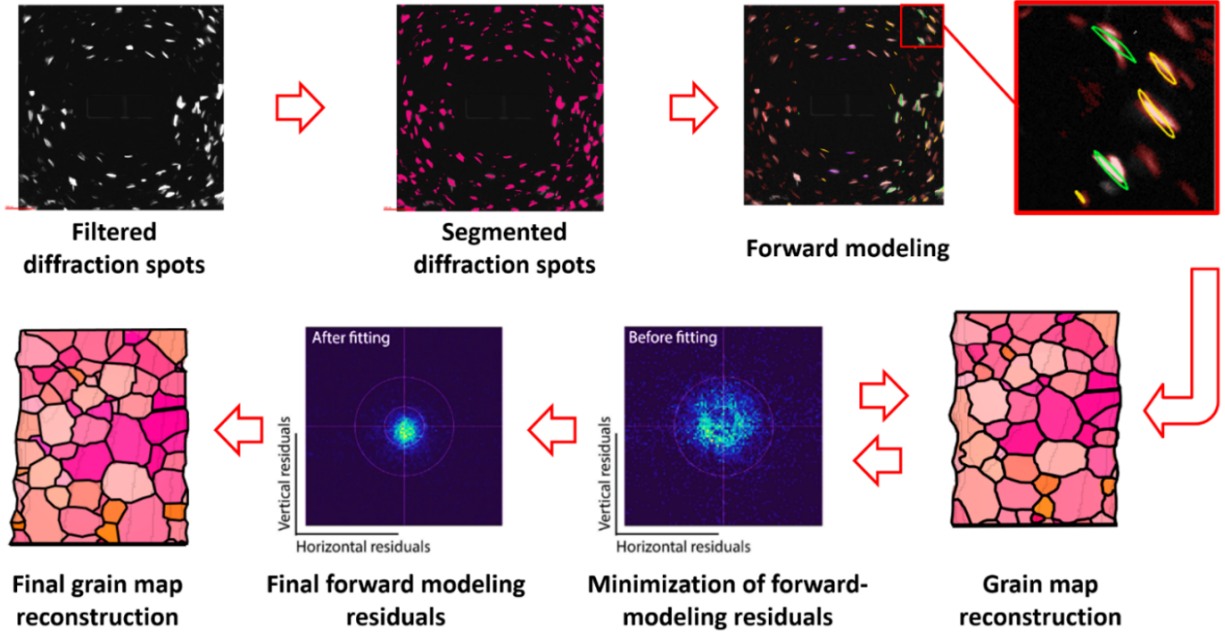 Filtered
diffraction spots
Segmented
diffraction spots
Forward modeling
After fitting
Vertical residuals
Horizontal residuals
Before fitting
Vertical residuals
Horizontal residuals
Final grain map
reconstruction
Final forward modeling
residuals
Minimization of forward-
modeling residuals
Grain map
reconstruction